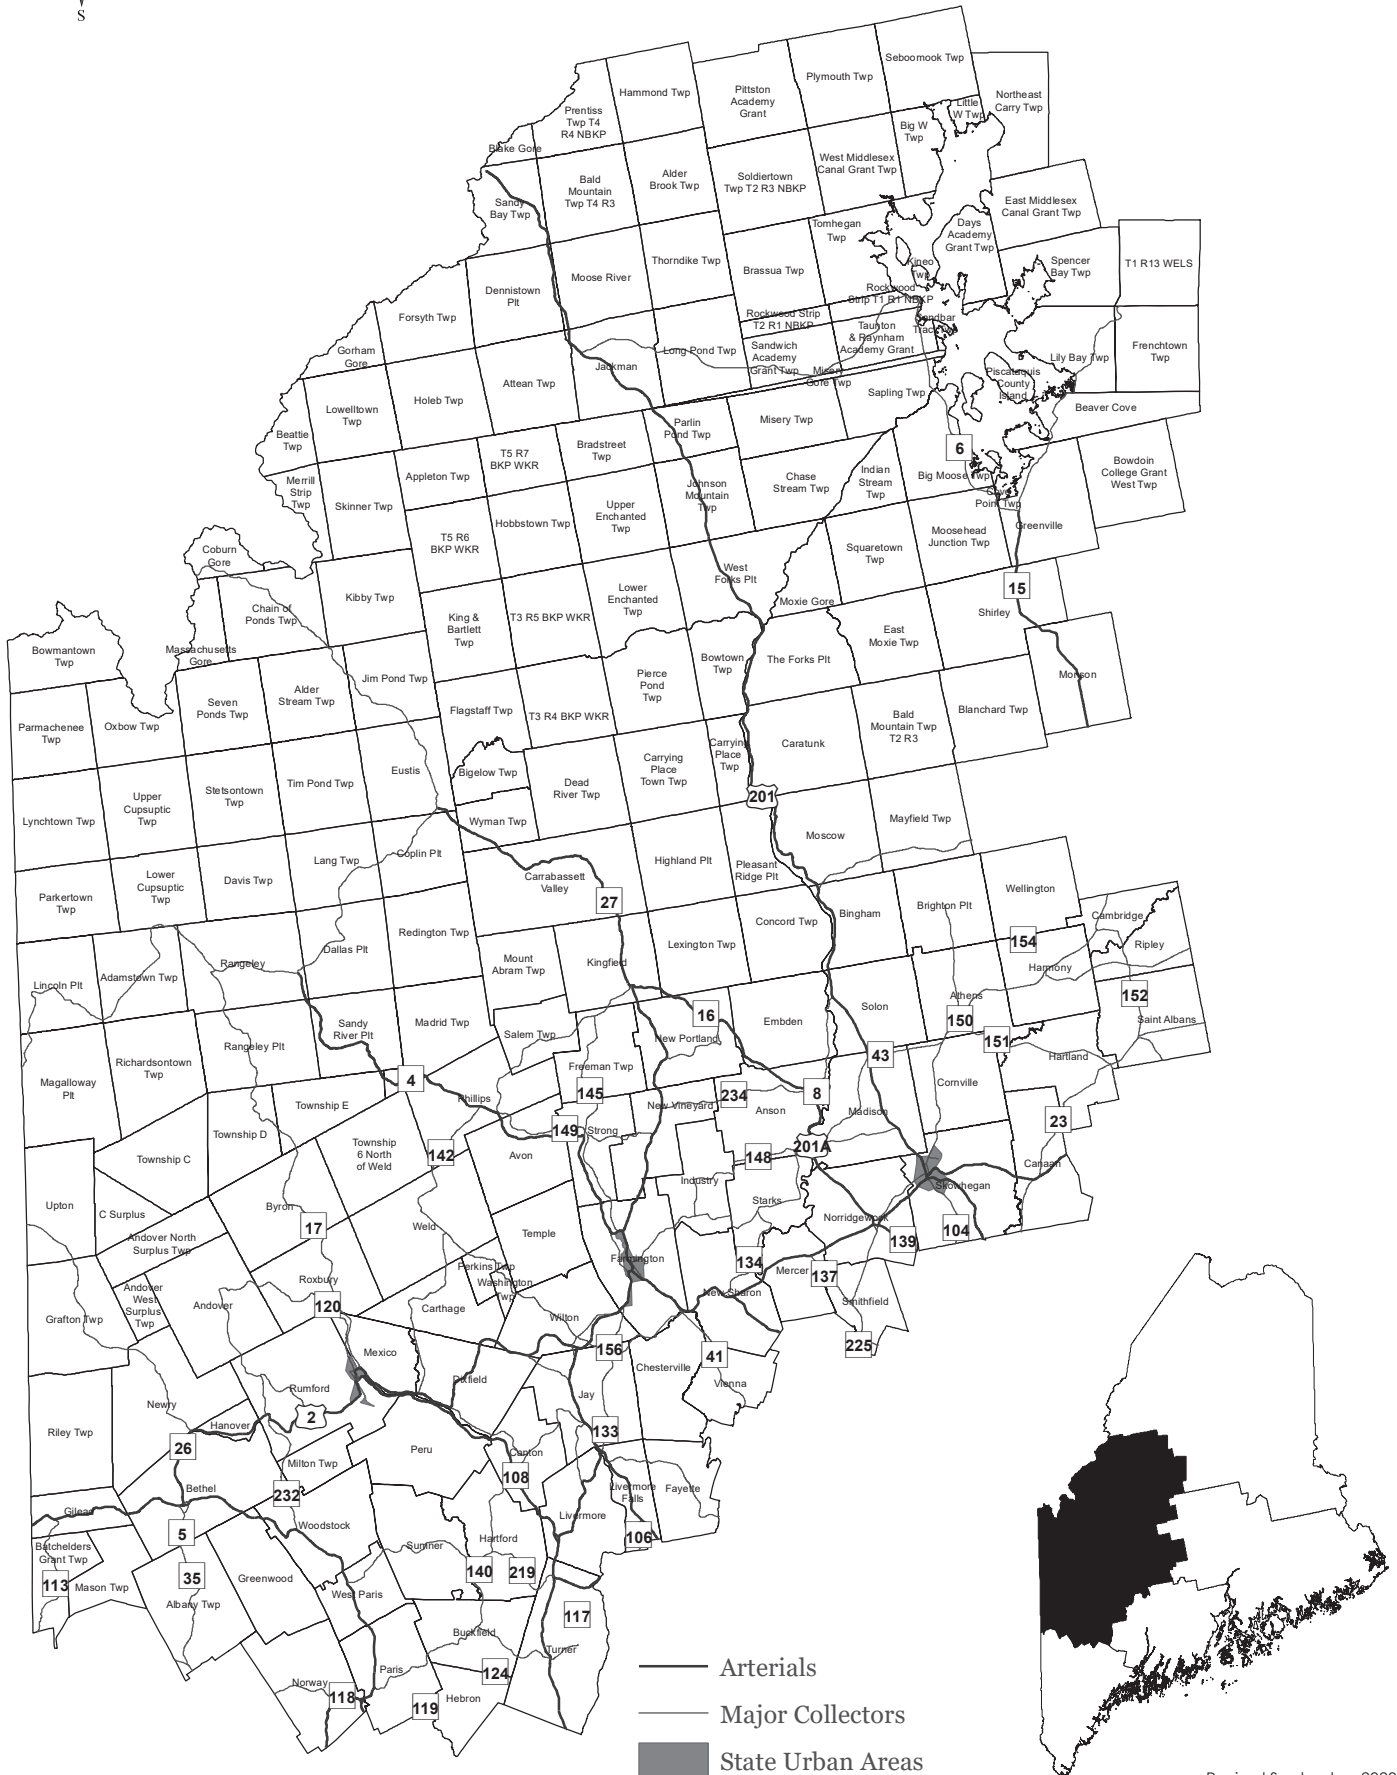 S
Seboomook Twp
Plymouth Twp
Hammond Twp
Pittston
Academy
Grant
Northeast
Carry Twp
Little
W Twp
Prentiss
Twp T4
R4 NBKP
Big W
Twp
Blake Gore
West Middlesex
Canal Grant Twp
Alder
Brook Twp
Soldiertown
Twp T2 R3 NBKP
Bald
Mountain
Twp T4 R3
Sandy
Bay Twp
East Middlesex
Canal Grant Twp
Tomhegan
Twp
Days
Academy
Grant Twp
Thorndike Twp
Brassua Twp
Kineo
Twp
Spencer
Bay Twp
T1 R13 WELS
Moose River
Dennistown
Plt
Rockwood
Strip T1 R1 NBKP
Forsyth Twp
Rockwood Strip
T2 R1 NBKP
Sandbar
Tract Twp
Taunton
& Raynham
Academy Grant
Gorham
Gore
Long Pond Twp
Sandwich
Academy
Grant Twp
Misery
Gore Twp
Lily Bay Twp
Frenchtown
Twp
Jackman
Attean Twp
Piscataquis
County
Island
Holeb Twp
Sapling Twp
Lowelltown
Twp
Beaver Cove
Parlin
Pond Twp
Misery Twp
Beattie
Twp
Bradstreet
Twp
6
T5 R7
BKP WKR
Appleton Twp
Indian
Stream
Twp
Big Moose Twp
Bowdoin
College Grant
West Twp
Chase
Stream Twp
Merrill
Strip
Twp
Skinner Twp
Johnson
Mountain
Twp
Cove
Point Twp
Upper
Enchanted
Twp
Hobbstown Twp
Greenville
Moosehead
Junction Twp
T5 R6
BKP WKR
Squaretown
Twp
Coburn
Gore
West
Forks Plt
15
Kibby Twp
Lower
Enchanted
Twp
Moxie Gore
Shirley
Chain of
Ponds Twp
King &
Bartlett
Twp
T3 R5 BKP WKR
East
Moxie Twp
Bowmantown
Twp
Massachusetts
Gore
Bowtown
Twp
The Forks Plt
Jim Pond Twp
Pierce
Pond
Twp
Monson
Alder
Stream Twp
Seven
Ponds Twp
Flagstaff Twp
T3 R4 BKP WKR
Blanchard Twp
Oxbow Twp
Parmachenee
Twp
Bald
Mountain Twp
T2 R3
Caratunk
Carrying
Place
Twp
Carrying
Place
Town Twp
Eustis
Bigelow Twp
Dead
River Twp
Tim Pond Twp
Stetsontown
Twp
Upper
Cupsuptic
Twp
201
Lynchtown Twp
Wyman Twp
Mayfield Twp
Moscow
Coplin Plt
Lang Twp
Highland Plt
Pleasant
Ridge Plt
Carrabassett
Valley
Davis Twp
Lower
Cupsuptic
Twp
Parkertown
Twp
Wellington
27
Brighton Plt
Bingham
Concord Twp
Cambridge
Redington Twp
154
Ripley
Lexington Twp
Dallas Plt
Rangeley
Mount
Abram Twp
Kingfield
Harmony
Adamstown Twp
Lincoln Plt
152
Athens
Solon
16
Embden
150
Saint Albans
Madrid Twp
Sandy
River Plt
Salem Twp
New Portland
151
Rangeley Plt
43
Hartland
Richardsontown
Twp
Freeman Twp
Magalloway
Plt
4
Cornville
145
234
8
Phillips
Township E
New Vineyard
Anson
Madison
23
149
Strong
Township D
Township
6 North
of Weld
142
201A
Avon
148
Township C
Canaan
Industry
Skowhegan
Upton
Byron
C Surplus
Starks
17
Weld
Norridgewock
104
Temple
139
Andover North
Surplus Twp
Farmington
134
Mercer
137
Perkins Twp
Washington
Twp
Roxbury
Andover
West
Surplus
Twp
Andover
120
Carthage
New Sharon
Smithfield
Grafton Twp
Wilton
225
156
Mexico
41
Chesterville
Dixfield
Vienna
Rumford
Jay
Newry
2
Hanover
133
Riley Twp
26
Peru
Canton
Milton Twp
108
Bethel
232
Livermore
Falls
Fayette
Gilead
Livermore
Woodstock
5
Hartford
106
Batchelders
Grant Twp
Sumner
140
219
113
Mason Twp
35
Greenwood
West Paris
Albany Twp
117
Buckfield
Turner
Paris
124
Norway
118
119
Hebron
Arterials
Major Collectors
State Urban Areas